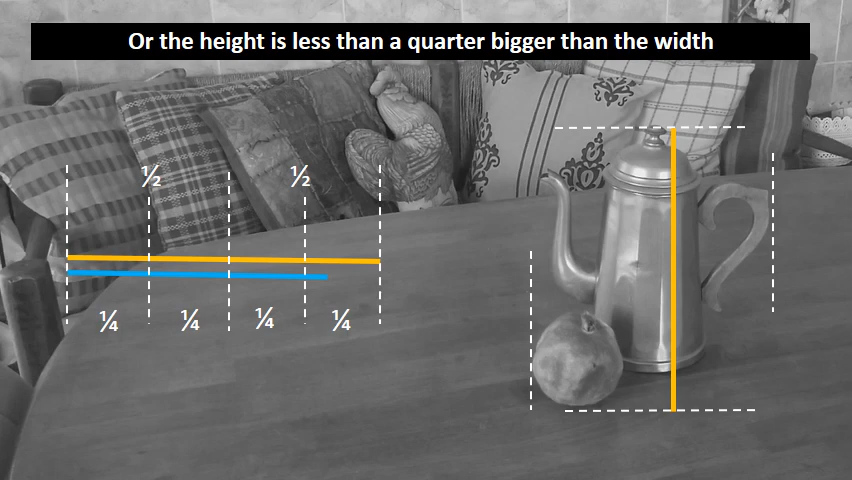 Or the height is less than a quarter bigger than the width
½ ½
¼ ¼ ¼ ¼